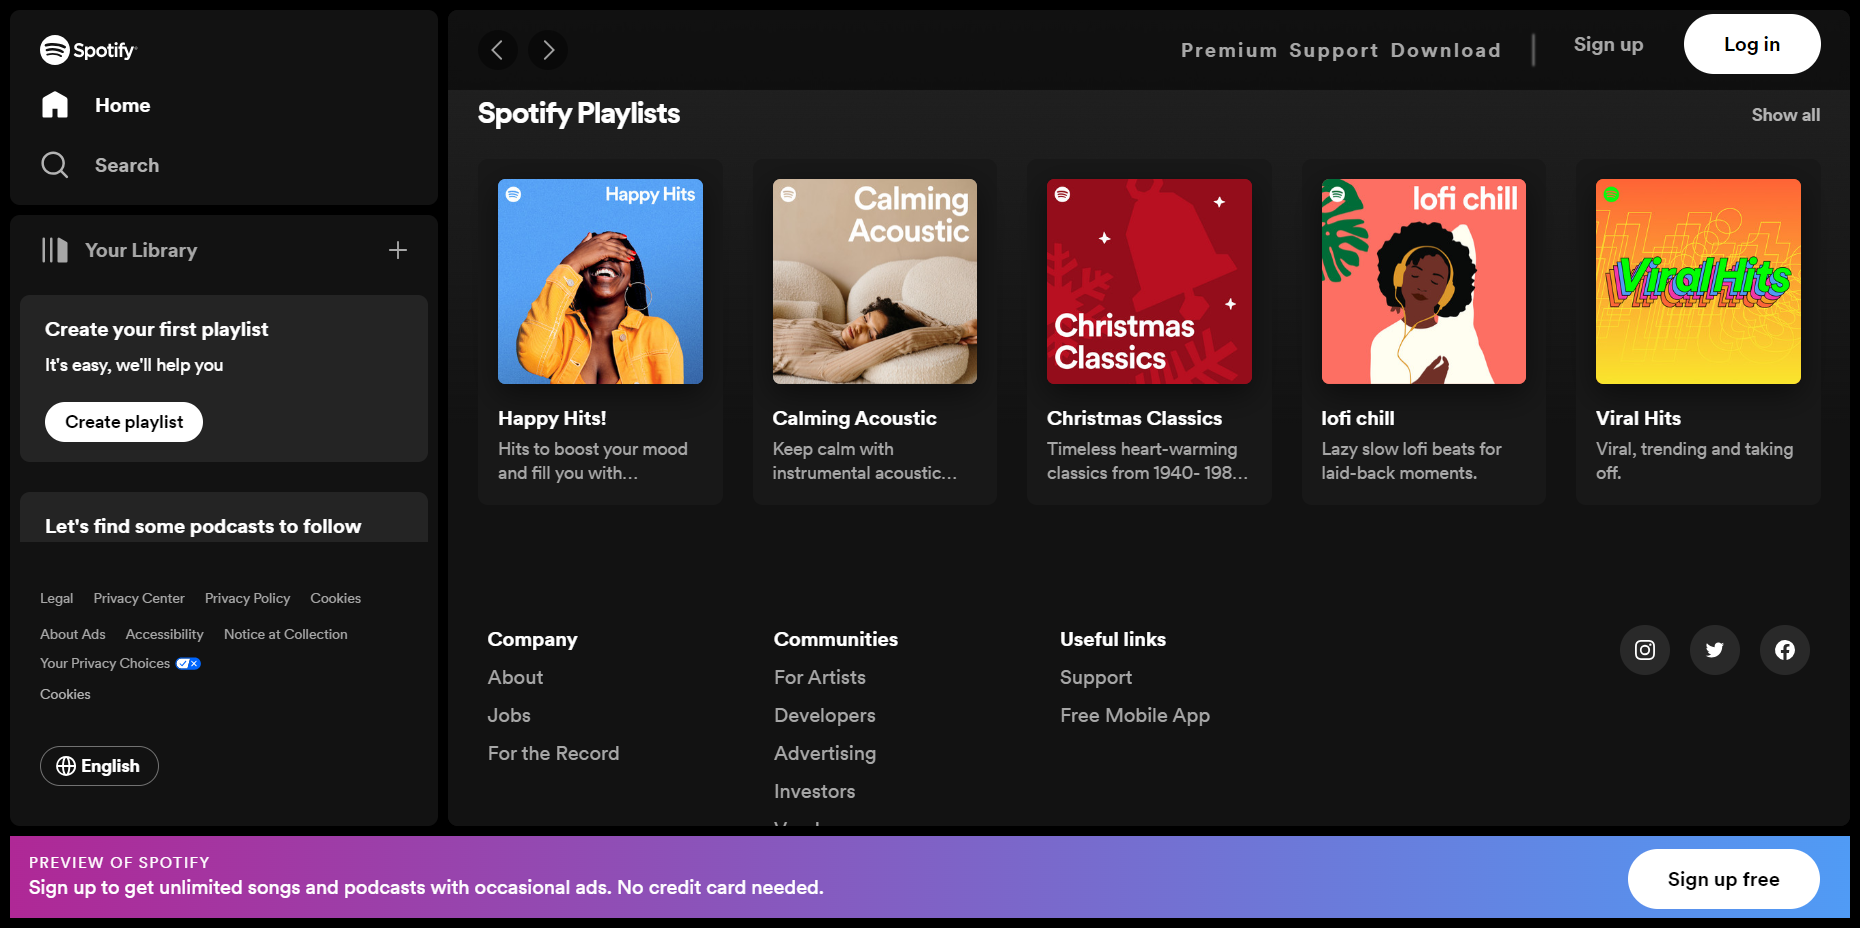 Spotify
Home
Search
Your Library
Create your first playlist
It's easy, we'll help you
Create playlist
Let's find some podcasts to follow
Legal Privacy Center Privacy Policy Cookies
About Ads Accessibility Notice at Collection
Your Privacy Choices
Cookies
English
Premium Support Download
Sign up
Log in
Spotify Playlists
Show all
Happy Hits
Happy Hits!
Hits to boost your mood
and fill you with...
Calming
Acoustic
Calming Acoustic
Keep calm with
instrumental acoustic...
Christmas
Classics
Christmas Classics
Timeless heart-warming
classics from 1940- 198...
lofi chill
lofi chill
Lazy slow lofi beats for
laid-back moments.
Viral Hits
Viral Hits
Viral, trending and taking
off.
Company
About
Jobs
For the Record
Communities
For Artists
Developers
Advertising
Investors
Useful links
Support
Free Mobile App
PREVIEW OF SPOTIFY
Sign up to get unlimited songs and podcasts with occasional ads. No credit card needed.
Sign up free